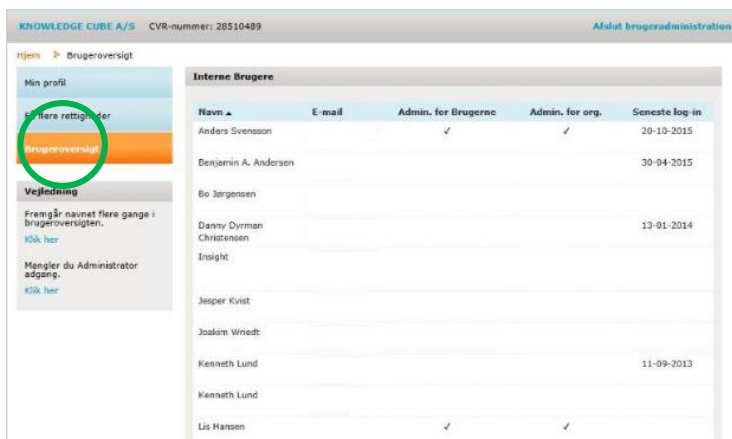 KNOWLEDGE CUBE A/S CVR-nummer: 28510489 Afslut brugeradministration
Hjem Brugeroversigt
Min profil
Få flere rettigheder
Brugeroversigt
Vejledning
Fremgår navnet flere gange i
brugeroversigten.
Klik her
Mangler du Administrator
adgang.
Klik her
Interne Brugere
Navn E-mail Admin. for Brugerne Admin. for org. Seneste log-in
Anders Svensson ✓ ✓ 20-10-2015
Benjamin A. Andersen 30-04-2015
Bo Jørgensen
Danny Dyrman 13-01-2014
Christensen
Insight
Jesper Kvist
Joakim Wriedt
Kenneth Lund 11-09-2013
Kenneth Lund
Lis Hansen ✓ ✓